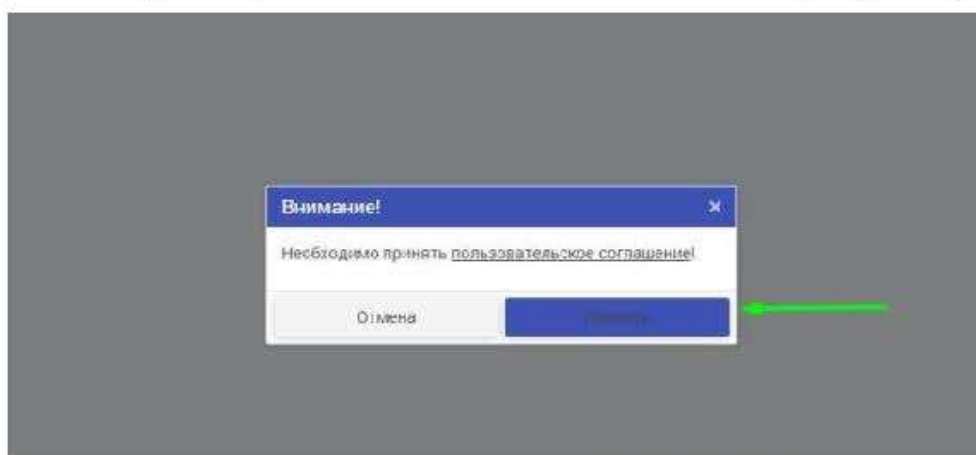 Внимание!
Необходимо принять пользовательское соглашение!
Отмена